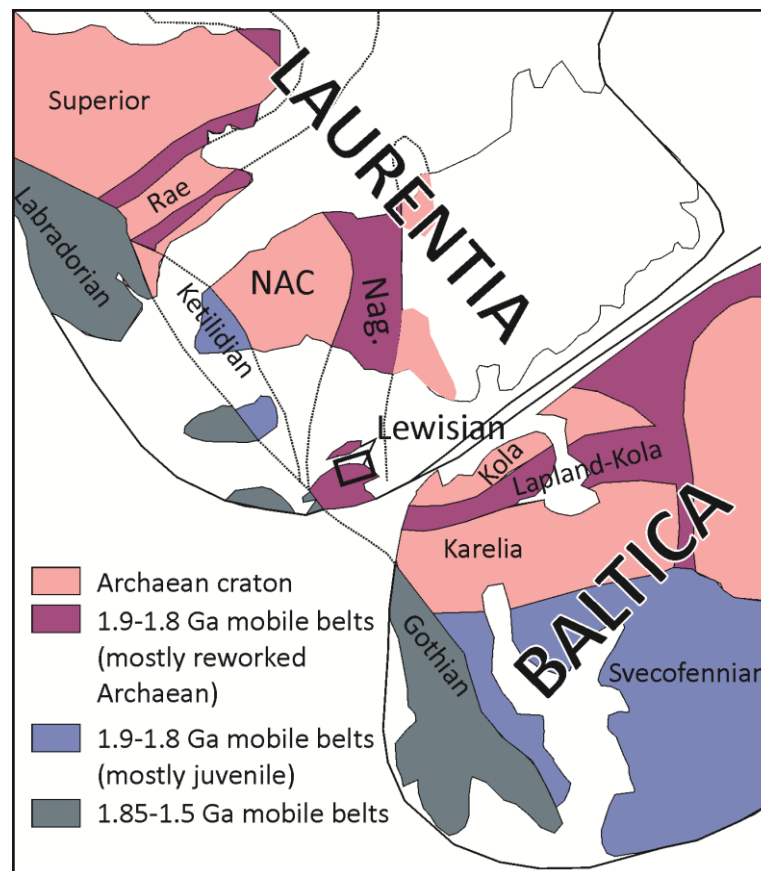 LAURENTIA
Superior
Rae
Labradorian
NAC
Nag.
Ketilidian
Lewisian
Kola
Lapland-Kola
Karelia
BALTICA
Gothian
Svecofennian
Archaean craton
1.9-1.8 Ga mobile belts
(mostly reworked
Archaean)
1.9-1.8 Ga mobile belts
(mostly juvenile)
1.85-1.5 Ga mobile belts